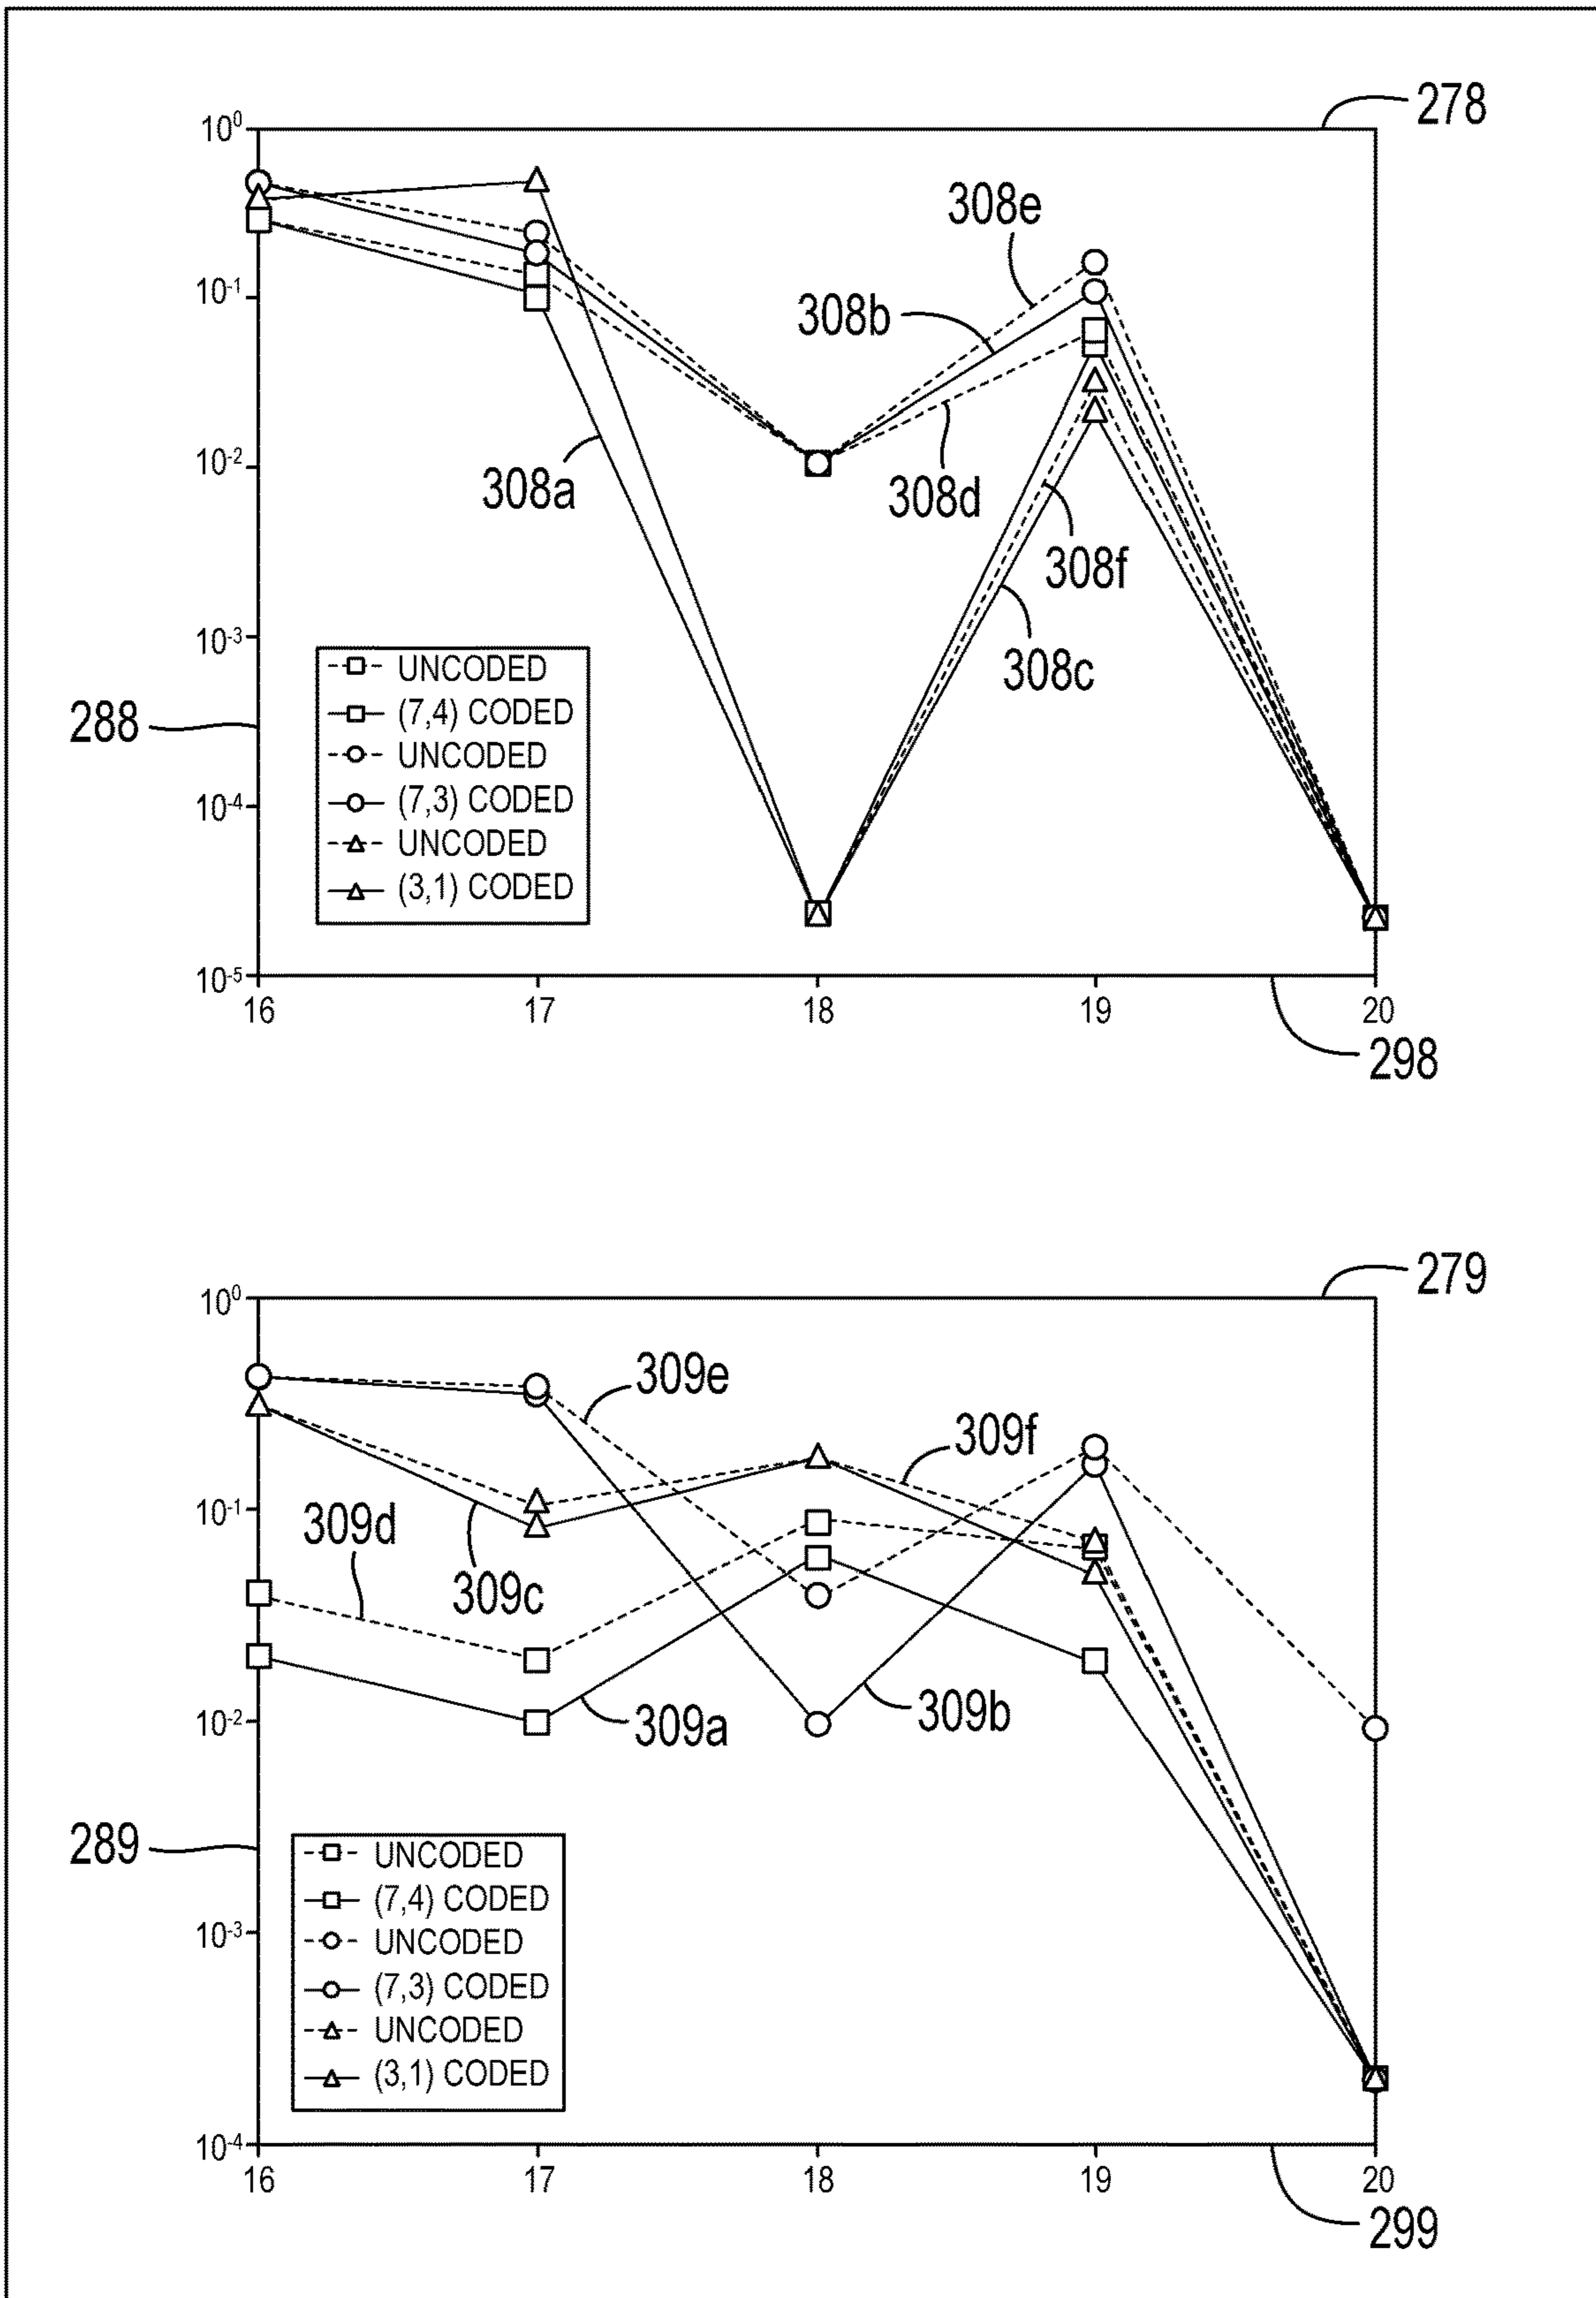 278
10⁰
308e
308b
10⁻¹
308a
308d
10⁻²
308f
308c
10⁻³
UNCODED
(7,4) CODED
UNCODED
(7,3) CODED
UNCODED
(3,1) CODED
288
10⁻⁴
10⁻⁵
16 17 18 19 20
298
279
10⁰
309e
309f
10⁻¹
309d
309c
309a
309b
10⁻²
289
UNCODED
(7,4) CODED
UNCODED
(7,3) CODED
UNCODED
(3,1) CODED
10⁻³
10⁻⁴
16 17 18 19 20
299